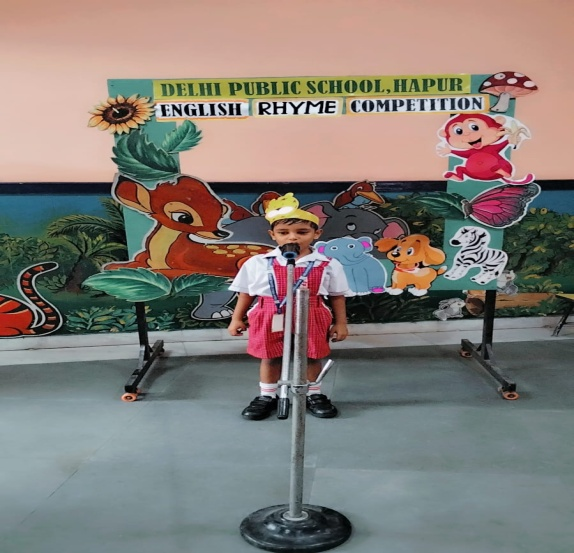 DELHI PUBLIC SCHOOL, HAPUR
ENGLISH RHYME COMPETITION